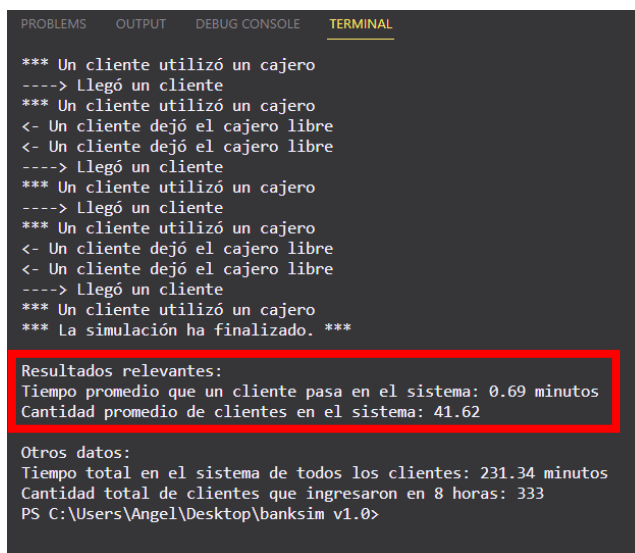 PROBLEMS OUTPUT DEBUG CONSOLE TERMINAL
*** Un cliente utilizó un cajero
----> Llegó un cliente
*** Un cliente utilizó un cajero
<- Un cliente dejó el cajero libre
<- Un cliente dejó el cajero libre
----> Llegó un cliente
*** Un cliente utilizó un cajero
----> Llegó un cliente
*** Un cliente utilizó un cajero
<- Un cliente dejó el cajero libre
<- Un cliente dejó el cajero libre
----> Llegó un cliente
*** Un cliente utilizó un cajero
*** La simulación ha finalizado. ***
Resultados relevantes:
Tiempo promedio que un cliente pasa en el sistema: 0.69 minutos
Cantidad promedio de clientes en el sistema: 41.62
Otros datos:
Tiempo total en el sistema de todos los clientes: 231.34 minutos
Cantidad total de clientes que ingresaron en 8 horas: 333
PS C:\Users\Angel\Desktop\banksim v1.0>